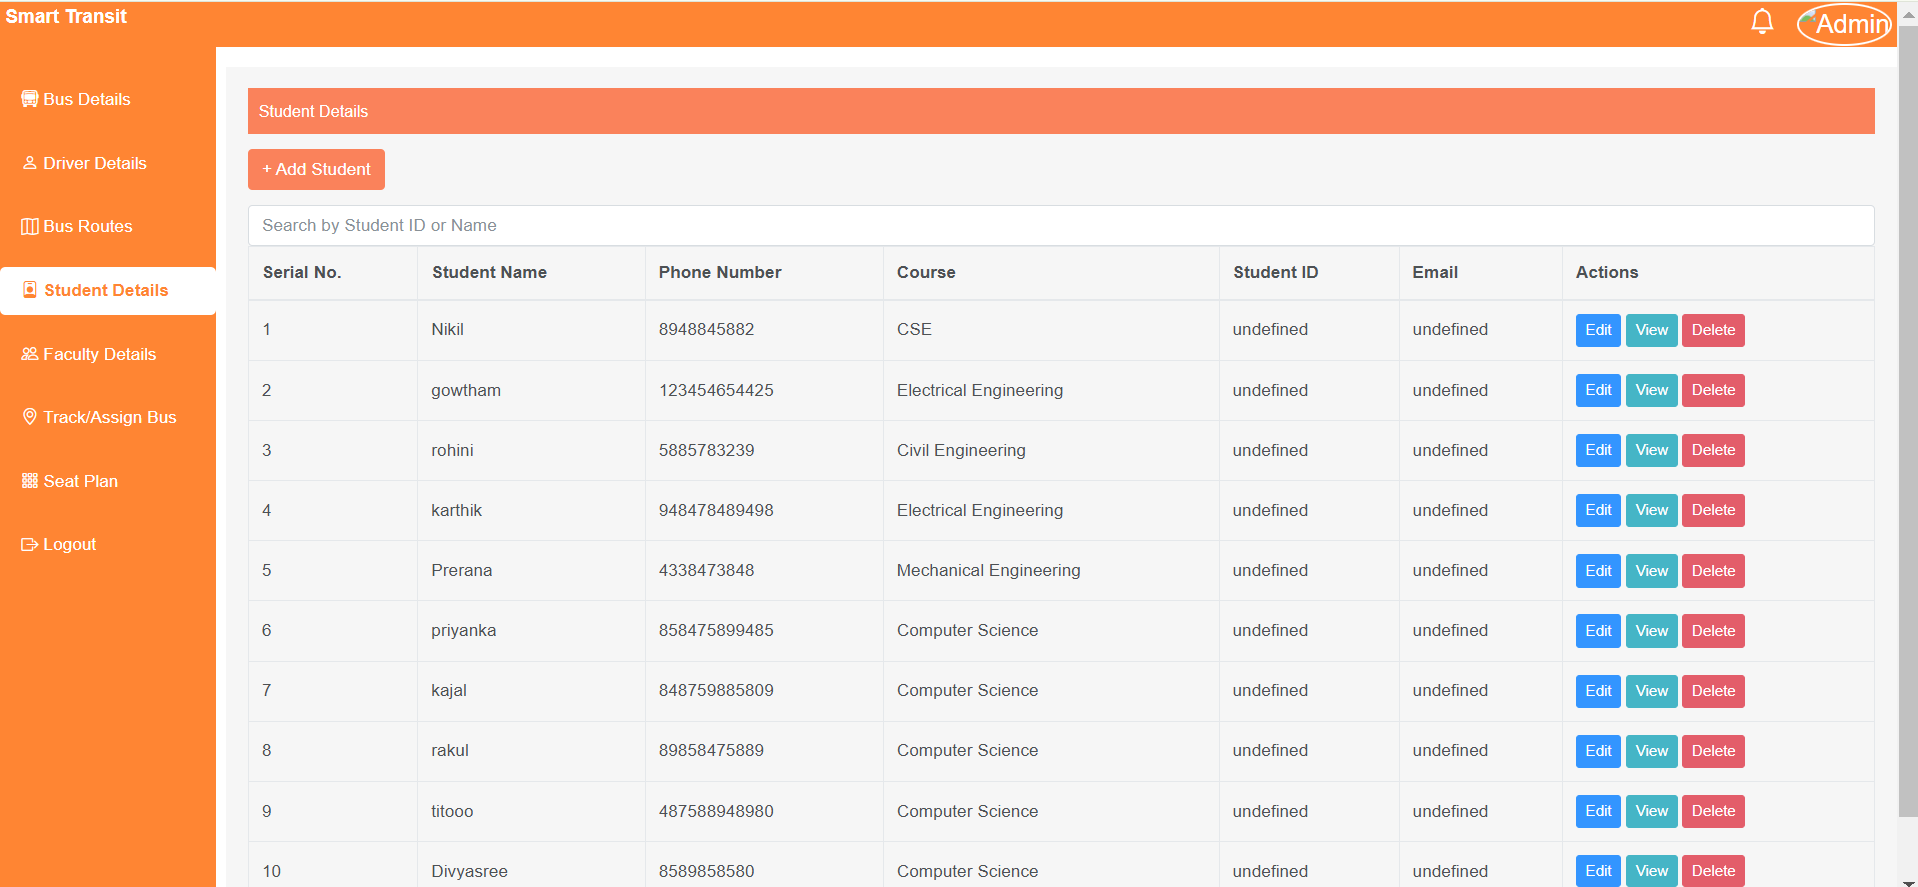 Smart Transit
Admin
Bus Details
Driver Details
Bus Routes
Student Details
Faculty Details
Track/Assign Bus
Seat Plan
Logout
Student Details
+ Add Student
Search by Student ID or Name
Serial No. Student Name Phone Number Course Student ID Email Actions
1 Nikil 8948845882 CSE undefined undefined Edit View Delete
2 gowtham 123454654425 Electrical Engineering undefined undefined Edit View Delete
3 rohini 5885783239 Civil Engineering undefined undefined Edit View Delete
4 karthik 948478489498 Electrical Engineering undefined undefined Edit View Delete
5 Prerana 4338473848 Mechanical Engineering undefined undefined Edit View Delete
6 priyanka 858475899485 Computer Science undefined undefined Edit View Delete
7 kajal 848759885809 Computer Science undefined undefined Edit View Delete
8 rakul 89858475889 Computer Science undefined undefined Edit View Delete
9 titooo 487588948980 Computer Science undefined undefined Edit View Delete
10 Divyasree 8589858580 Computer Science undefined undefined Edit View Delete